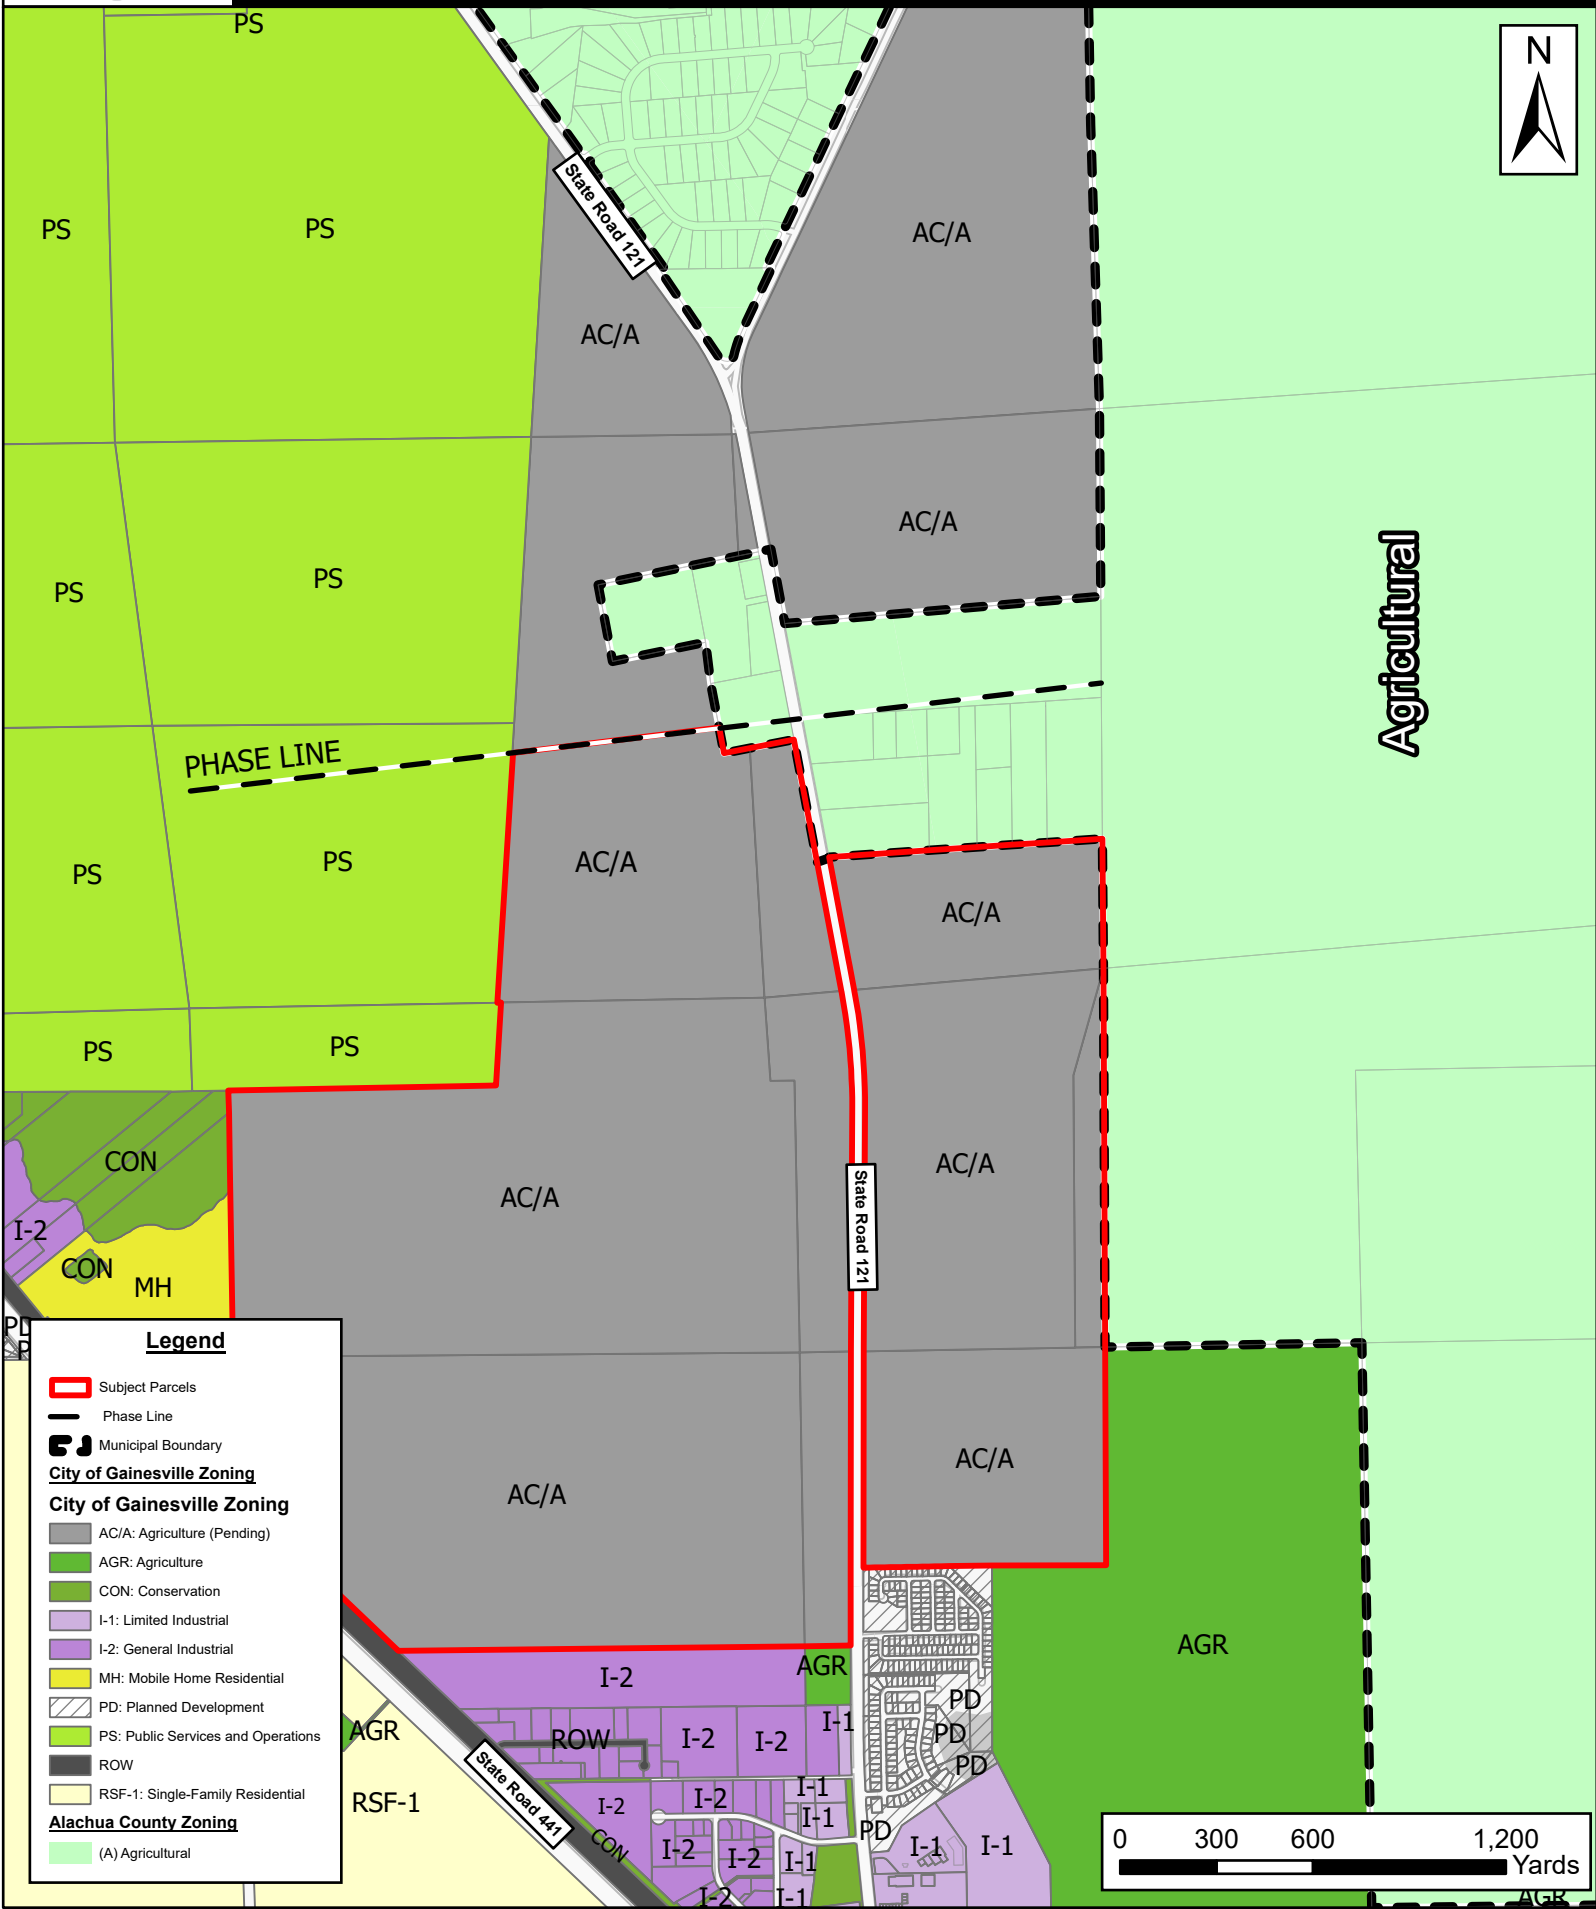 PS
N
PS
PS
AC/A
State Road 121
AC/A
AC/A
PS
PS
Agricultural
PHASE LINE
PS
PS
AC/A
AC/A
PS
PS
CON
AC/A
AC/A
State Road 121
I-2
CON
MH
PD
Legend
Subject Parcels
Phase Line
Municipal Boundary
City of Gainesville Zoning
City of Gainesville Zoning
AC/A: Agriculture (Pending)
AGR: Agriculture
CON: Conservation
I-1: Limited Industrial
I-2: General Industrial
MH: Mobile Home Residential
PD: Planned Development
PS: Public Services and Operations
ROW
RSF-1: Single-Family Residential
Alachua County Zoning
(A) Agricultural
AC/A
AC/A
AGR
I-2
AGR
PD
AGR
ROW
I-2
I-2
I-1
PD
PD
State Road 441
RSF-1
I-2
I-2
I-1
I-1
PD
CON
I-2
I-2
I-1
I-1
I-1
I-2
I-1
0 300 600 1,200
Yards
AGR